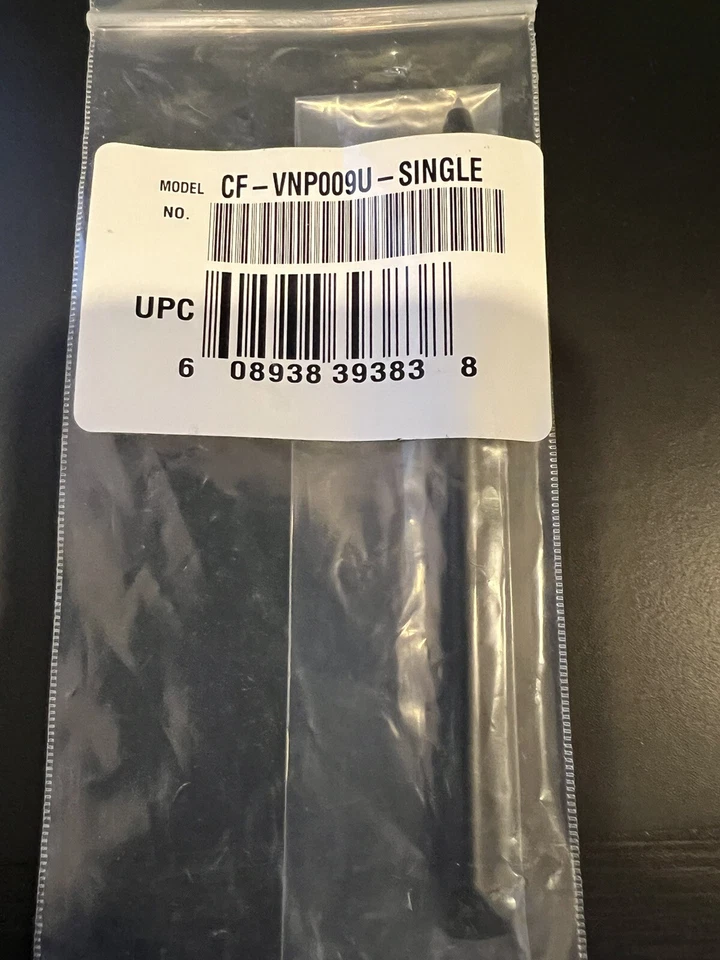 MODEL NO. CF-VNP009U-SINGLE
UPC
6 08938 39383 8